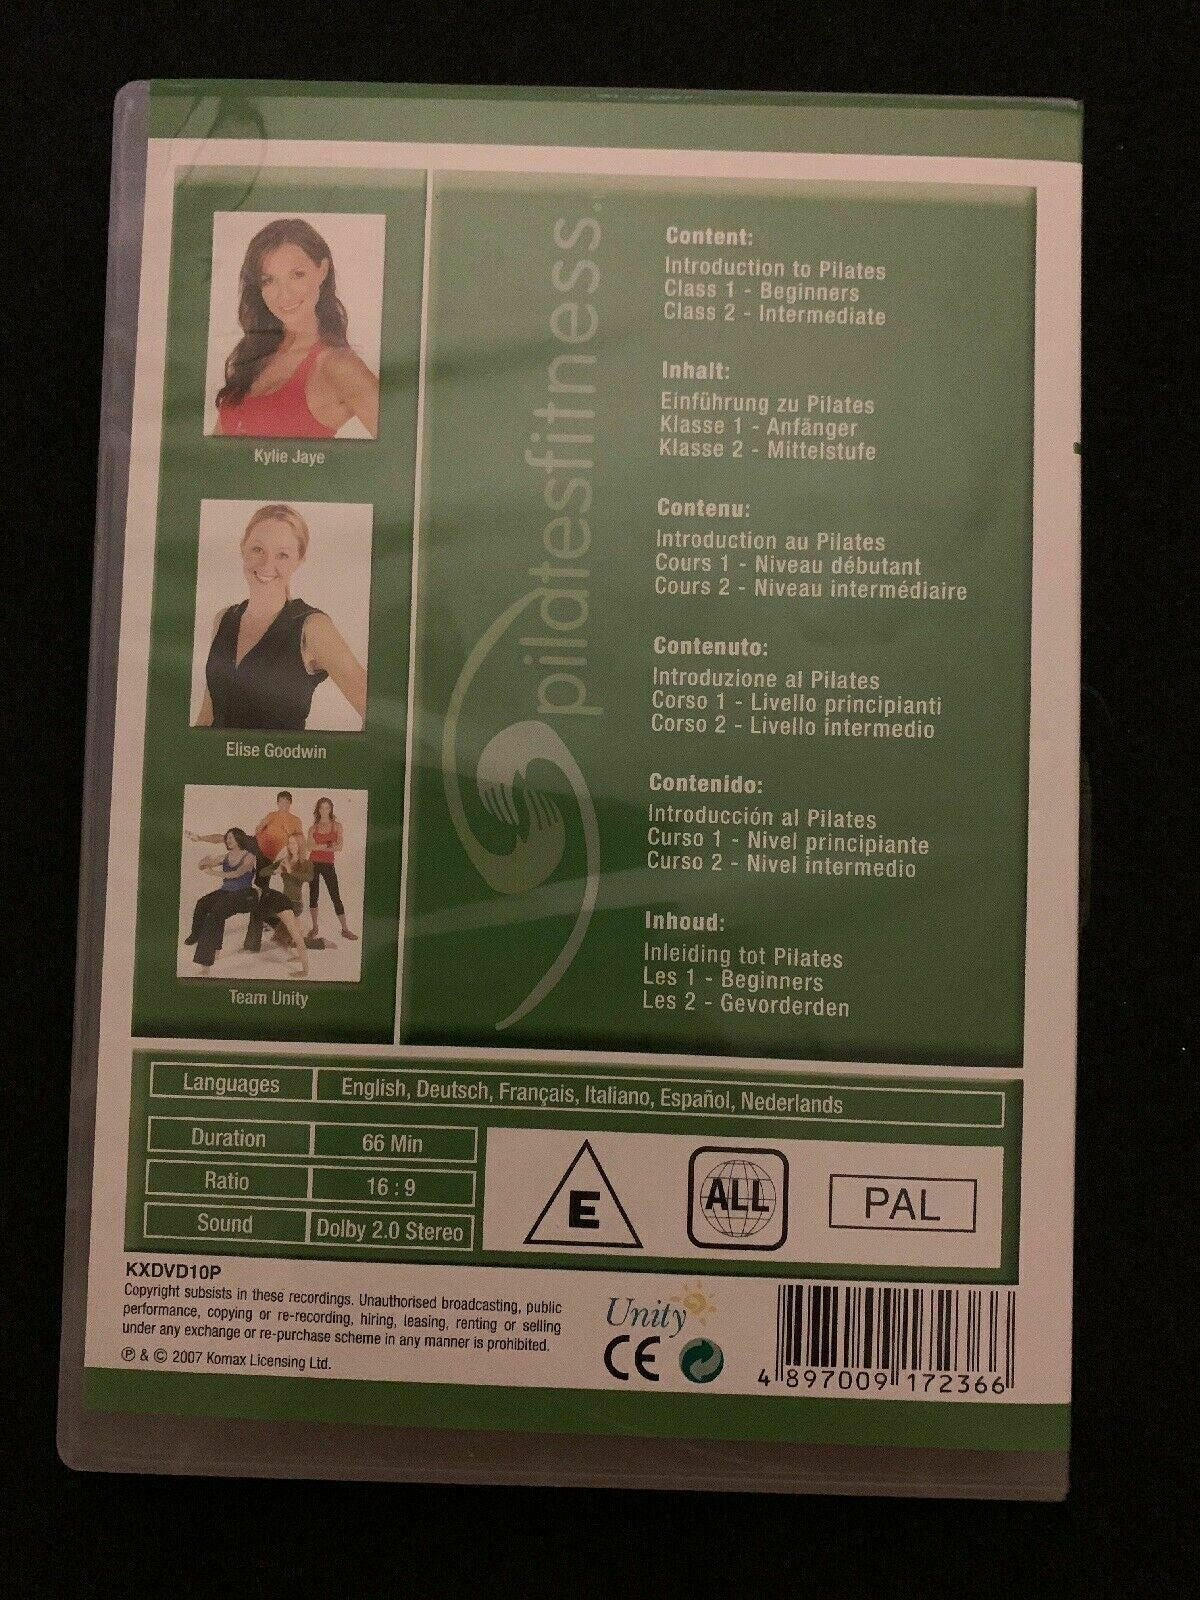 Kylie Jaye
Elise Goodwin
Team Unity
pilatesfitness
Content:
Introduction to Pilates
Class 1 - Beginners
Class 2 - Intermediate
Inhalt:
Einführung zu Pilates
Klasse 1 - Anfänger
Klasse 2 - Mittelstufe
Contenu:
Introduction au Pilates
Cours 1 - Niveau débutant
Cours 2 - Niveau intermédiaire
Contenuto:
Introduzione al Pilates
Corso 1 - Livello principianti
Corso 2 - Livello intermedio
Contenido:
Introducción al Pilates
Curso 1 - Nivel principiante
Curso 2 - Nivel intermedio
Inhoud:
Inleiding tot Pilates
Les 1 - Beginners
Les 2 - Gevorderden
Languages English, Deutsch, Français, Italiano, Español, Nederlands
Duration 66 Min
Ratio 16 : 9
Sound Dolby 2.0 Stereo
E
ALL
PAL
KXDVD10P
Copyright subsists in these recordings. Unauthorised broadcasting, public
performance, copying or re-recording, hiring, leasing, renting or selling
under any exchange or re-purchase scheme in any manner is prohibited.
℗ & © 2007 Komax Licensing Ltd.
Unity
CE
4 897009 172366